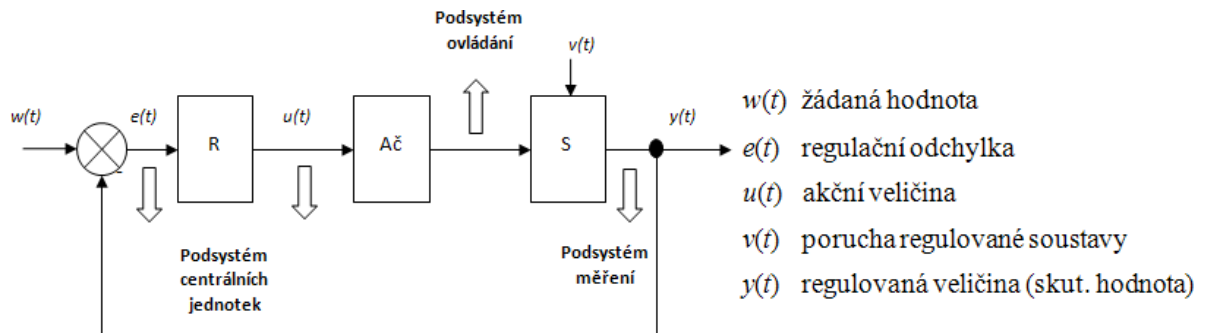 Podsystém
ovládání
v(t)
w(t)
e(t)
R
u(t)
Ač
S
y(t)
-
Podsystém
centrálních
jednotek
Podsystém
měření
w(t) žádaná hodnota
e(t) regulační odchylka
u(t) akční veličina
v(t) porucha regulované soustavy
y(t) regulovaná veličina (skut. hodnota)